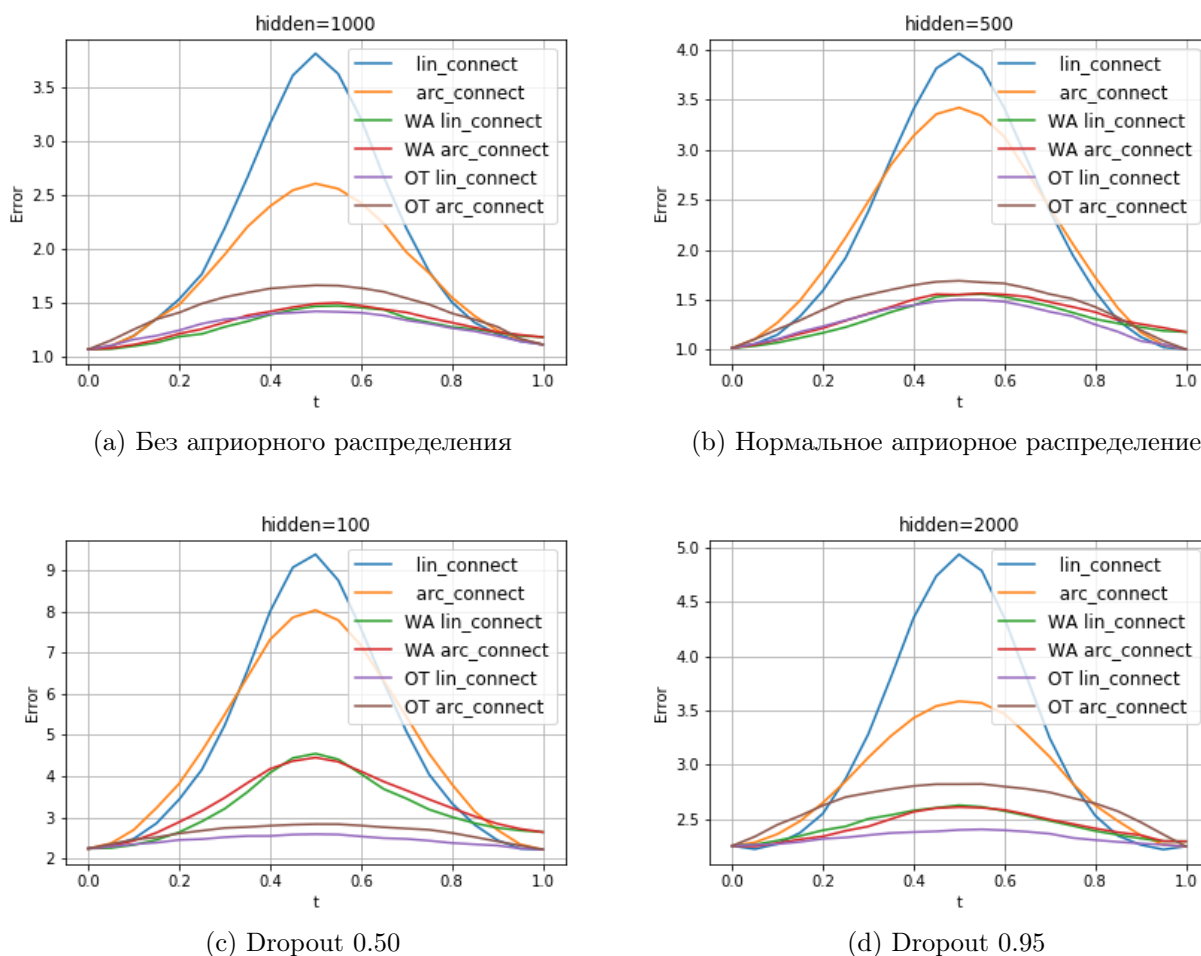 hidden=1000
3.5
3.0
2.5
2.0
1.5
1.0
Error
0.0 0.2 0.4 0.6 0.8 1.0
t
lin_connect
arc_connect
WA lin_connect
WA arc_connect
OT lin_connect
OT arc_connect
(a) Без априорного распределения
hidden=500
4.0
3.5
3.0
2.5
2.0
1.5
1.0
Error
0.0 0.2 0.4 0.6 0.8 1.0
t
lin_connect
arc_connect
WA lin_connect
WA arc_connect
OT lin_connect
OT arc_connect
(b) Нормальное априорное распределение
hidden=100
9
8
7
6
5
4
3
2
Error
0.0 0.2 0.4 0.6 0.8 1.0
t
lin_connect
arc_connect
WA lin_connect
WA arc_connect
OT lin_connect
OT arc_connect
(c) Dropout 0.50
hidden=2000
5.0
4.5
4.0
3.5
3.0
2.5
Error
0.0 0.2 0.4 0.6 0.8 1.0
t
lin_connect
arc_connect
WA lin_connect
WA arc_connect
OT lin_connect
OT arc_connect
(d) Dropout 0.95